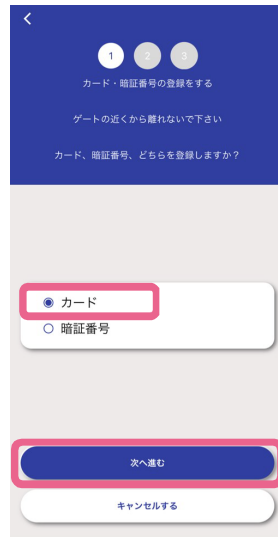 1 2 3
カード・暗証番号の登録をする
ゲートの近くから離れないで下さい
カード、暗証番号、どちらを登録しますか？
カード
暗証番号
次へ進む
キャンセルする